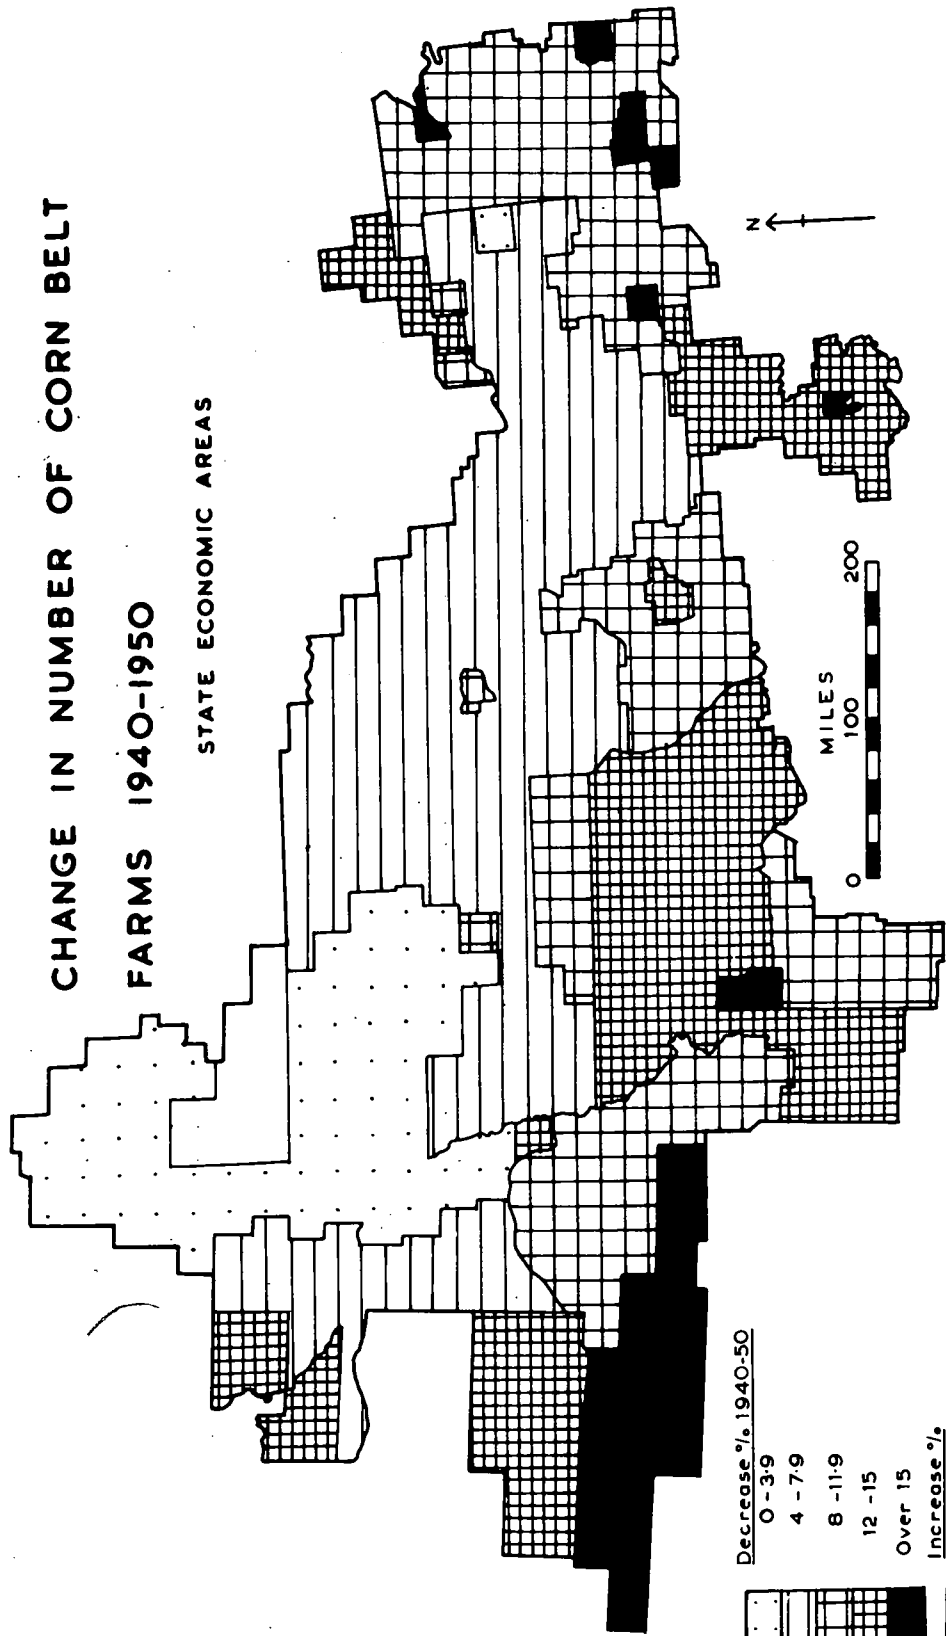 CHANGE IN NUMBER OF CORN BELT
FARMS 1940-1950
STATE ECONOMIC AREAS
N
MILES
0 100 200
Decrease % 1940-50
0 - 3·9
4 - 7·9
8 - 11·9
12 - 15
Over 15
Increase %